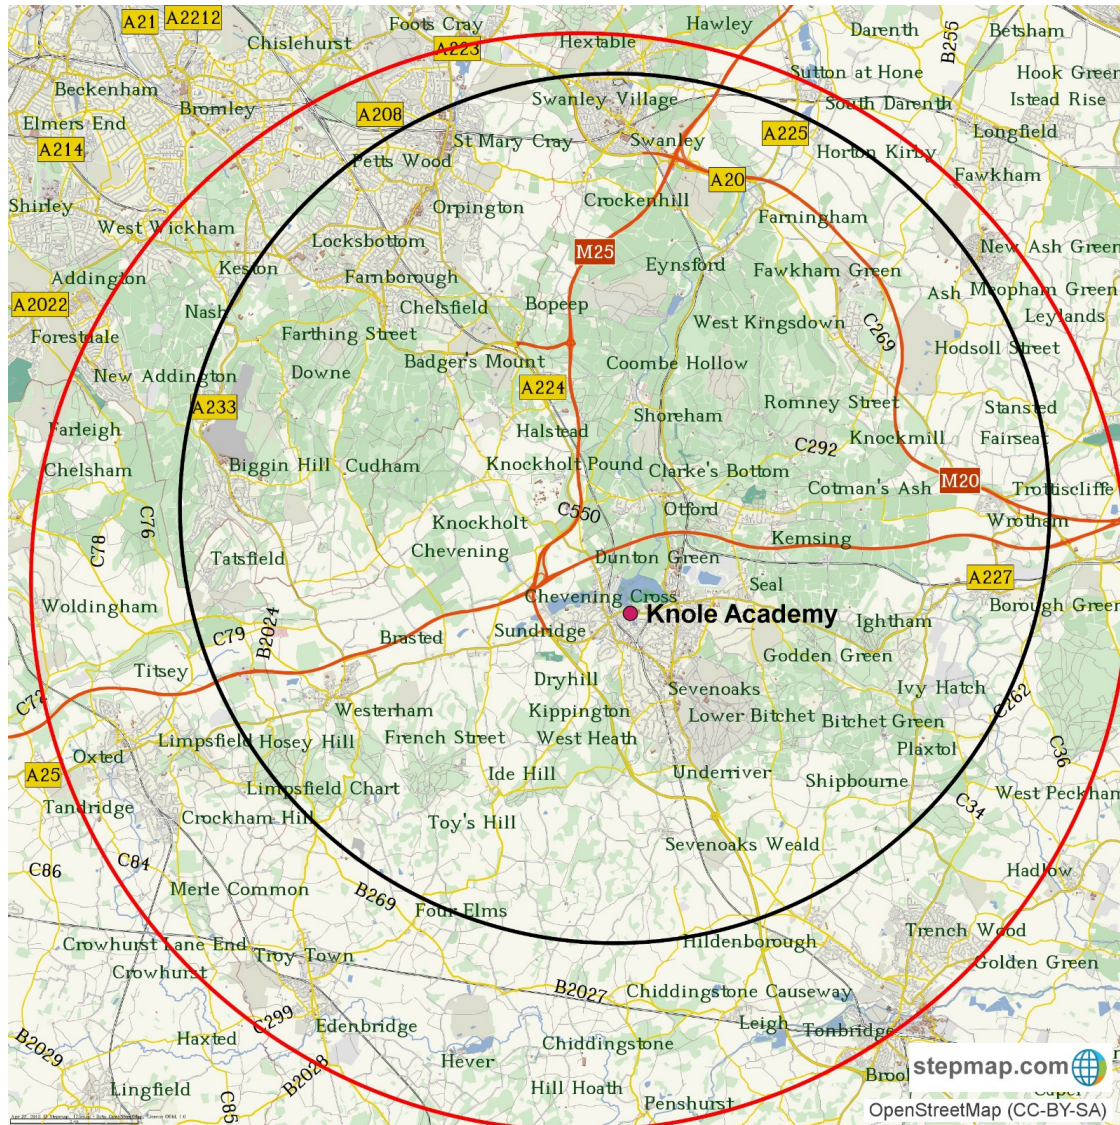 A21
A2212
Foots Cray
Hawley
Darenth
B255
Betsham
Chislehurst
A223
Hextable
Sutton at Hone
Hook Green
Beckenham
Bromley
A208
Swanley Village
South Darenth
Istead Rise
Elmers End
St Mary Cray
Swanley
A225
Longfield
A214
Petts Wood
Horton Kirby
Fawkham
A20
Shirley
Orpington
Crockenhill
Farningham
West Wickham
Locksbottom
M25
New Ash Green
Addington
Keston
Farnborough
Eynsford
Fawkham Green
A2022
Nash
Chelsfield
Bopeep
Ash
Meopham Green
Forestdale
Farthing Street
West Kingsdown
C269
Leylands
New Addington
Downe
Badger's Mount
Coombe Hollow
Hodsoll Street
A233
A224
Shoreham
Romney Street
Stansted
Farleigh
Halstead
C292
Knockmill
Fairseat
Chelsham
Biggin Hill
Cudham
Knockholt Pound
Clarke's Bottom
Cotman's Ash
M20
Trottiscliffe
C76
C78
Knockholt
C550
Otford
Wrotham
Tatsfield
Chevening
Dunton Green
Kemsing
A227
Woldingham
Chevening Cross
Seal
Borough Green
C79
B2024
Brasted
Sundridge
Knole Academy
Ightham
Titsey
Godden Green
C72
Dryhill
Sevenoaks
Ivy Hatch
C262
Westerham
Kippington
Lower Bitchet
Bitchet Green
Oxted
Limpsfield
Hosey Hill
French Street
West Heath
Plaxtol
C36
A25
Limpsfield Chart
Ide Hill
Underriver
Shipbourne
West Peckham
Tandridge
Crockham Hill
Toy's Hill
C34
C86
C84
Sevenoaks Weald
Hadlow
Merle Common
B269
Four Elms
Crowhurst Lane End
Troy Town
Hildenborough
Trench Wood
Crowhurst
B2027
Chiddingstone Causeway
Golden Green
C299
Edenbridge
Leigh
Tonbridge
B2029
Haxted
Hever
Chiddingstone
B2028
Lingfield
C85
Hill Hoath
Penshurst
stepmap.com
OpenStreetMap (CC-BY-SA)